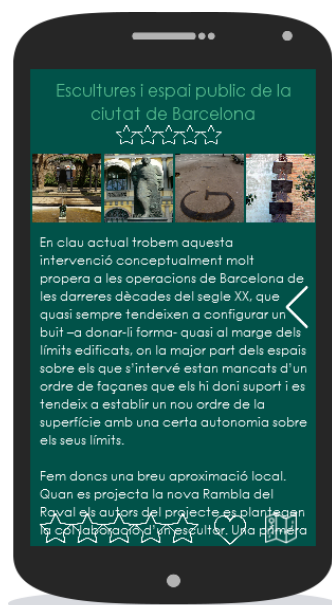 Escultures i espai public de la
ciutat de Barcelona
En clau actual trobem aquesta
intervenció conceptualment molt
propera a les operacions de Barcelona de
les darreres dècades del segle XX, que
quasi sempre tendeixen a configurar un
buit –a donar-li forma- quasi al marge dels
límits edificats, on la major part dels espais
sobre els que s'intervé estan mancats d'un
ordre de façanes que els hi doni suport i es
tendeix a establir un nou ordre de la
superfície amb una certa autonomia sobre
els seus límits.
Fem doncs una breu aproximació local.
Quan es projecta la nova Rambla del
Raval els autors del projecte es plantegen
la col·laboració d'un escultor. Una primera